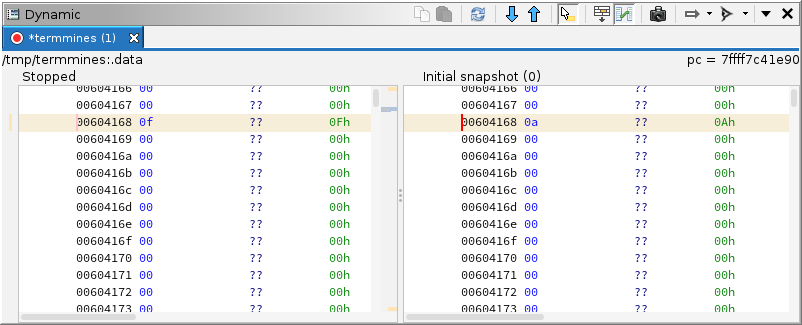 Dynamic
*termmines (1)
/tmp/termmines:.data pc = 7ffff7c41e90
Stopped Initial snapshot (0)
00604166 00 ?? 00h 00604166 00 ?? 00h
00604167 00 ?? 00h 00604167 00 ?? 00h
00604168 0f ?? 0Fh 00604168 0a ?? 0Ah
00604169 00 ?? 00h 00604169 00 ?? 00h
0060416a 00 ?? 00h 0060416a 00 ?? 00h
0060416b 00 ?? 00h 0060416b 00 ?? 00h
0060416c 00 ?? 00h 0060416c 00 ?? 00h
0060416d 00 ?? 00h 0060416d 00 ?? 00h
0060416e 00 ?? 00h 0060416e 00 ?? 00h
0060416f 00 ?? 00h 0060416f 00 ?? 00h
00604170 00 ?? 00h 00604170 00 ?? 00h
00604171 00 ?? 00h 00604171 00 ?? 00h
00604172 00 ?? 00h 00604172 00 ?? 00h
00604173 00 ?? 00h 00604173 00 ?? 00h